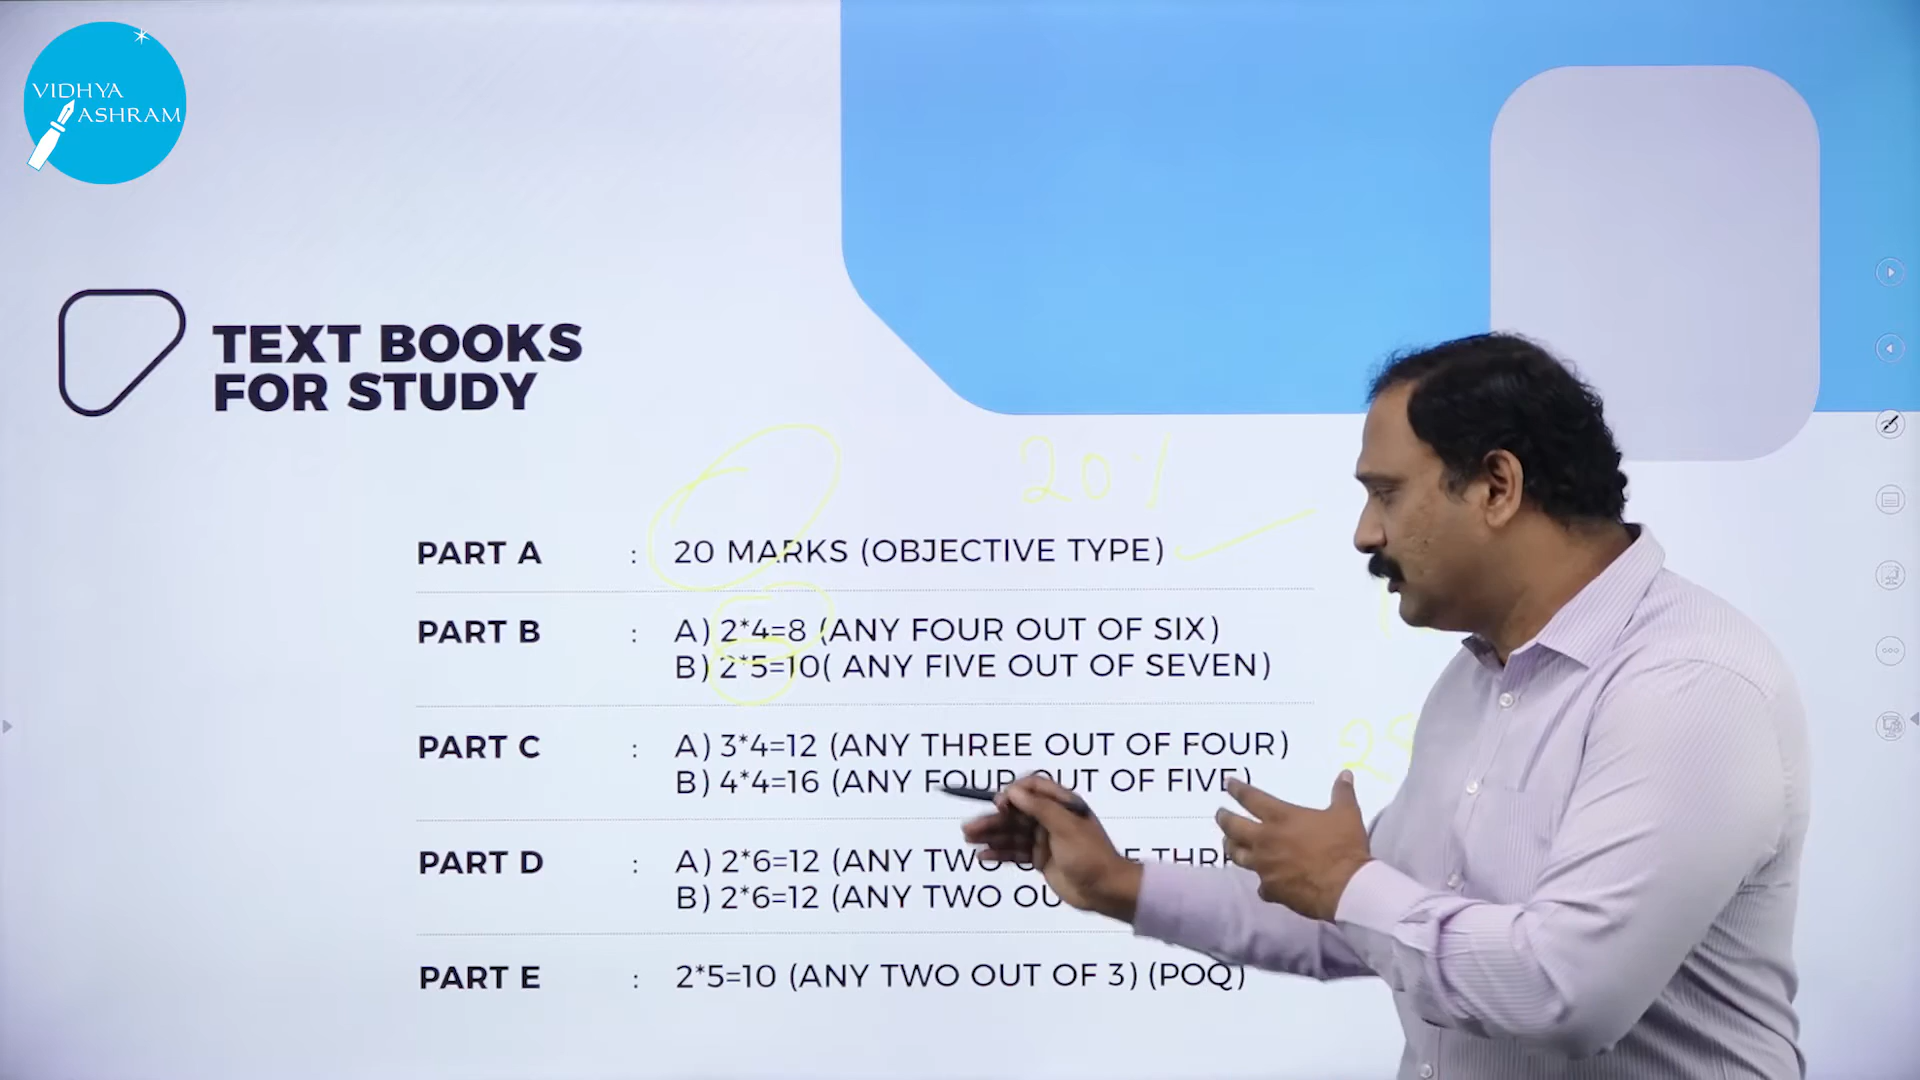 VIDHYA
ASHRAM
TEXT BOOKS
FOR STUDY
20%
PART A : 20 MARKS (OBJECTIVE TYPE)
PART B : A) 2*4=8 (ANY FOUR OUT OF SIX)
B) 2*5=10( ANY FIVE OUT OF SEVEN)
PART C : A) 3*4=12 (ANY THREE OUT OF FOUR)
B) 4*4=16 (ANY FOUR OUT OF FIVE)
PART D : A) 2*6=12 (ANY TWO
B) 2*6=12 (ANY TWO
PART E : 2*5=10 (ANY TWO OUT OF 3) (POQ)